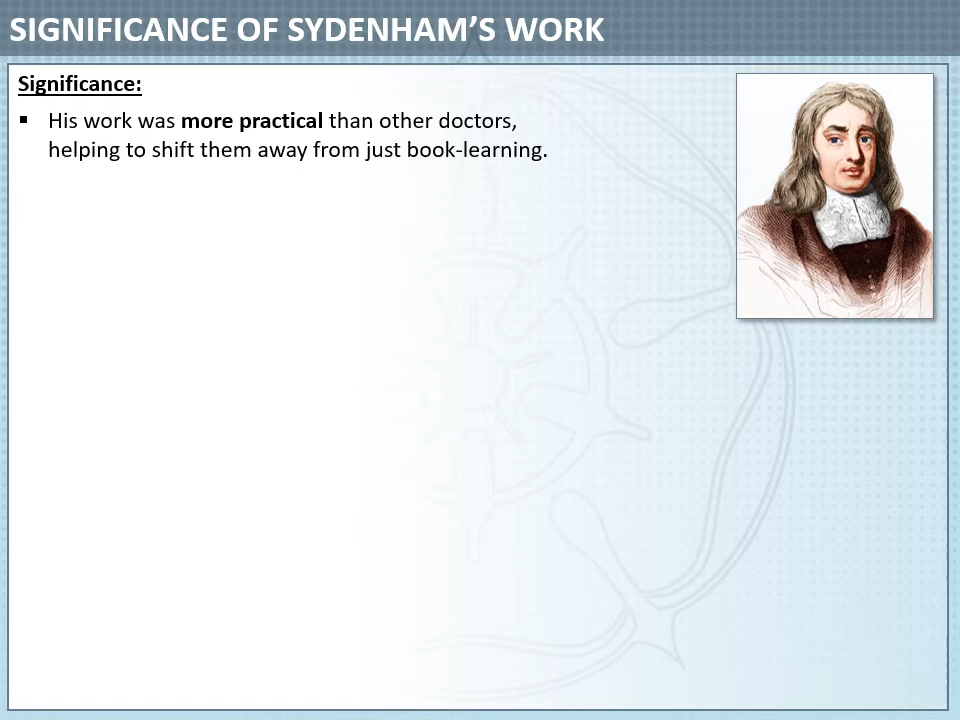 SIGNIFICANCE OF SYDENHAM’S WORK
Significance:
▪ His work was more practical than other doctors,
helping to shift them away from just book-learning.